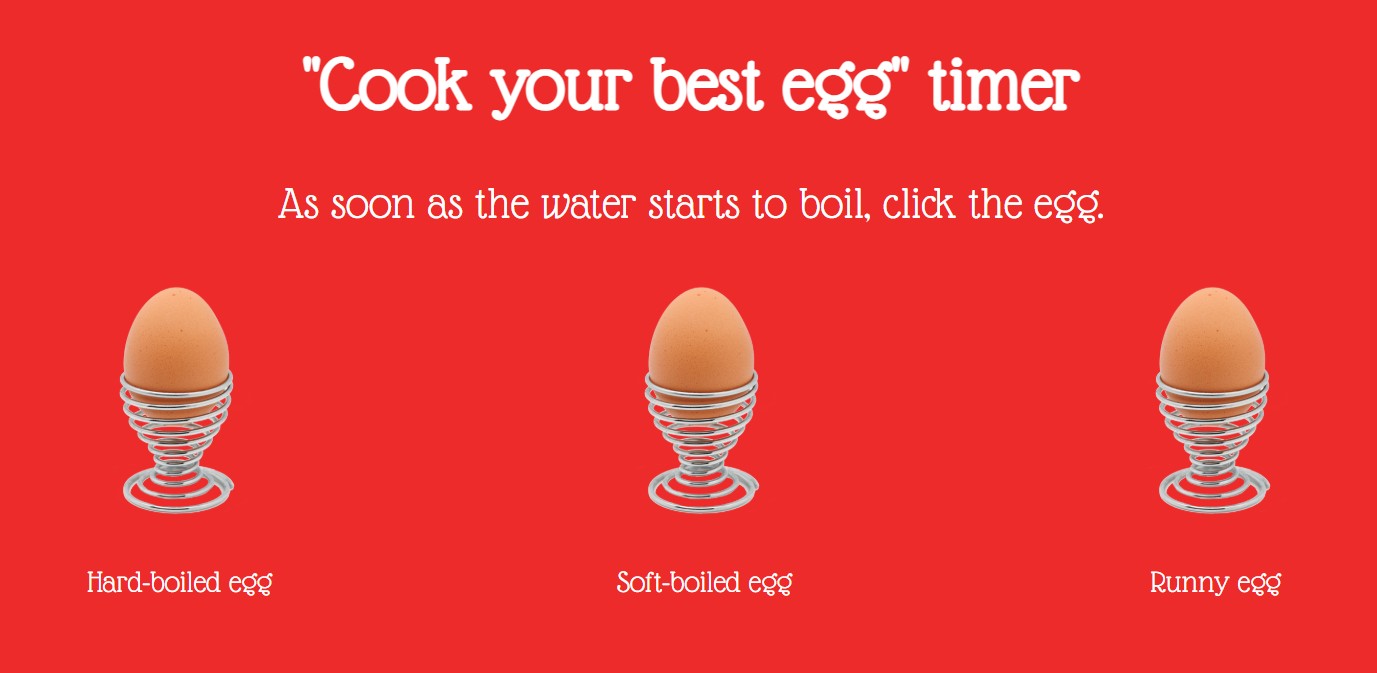 "Cook your best egg" timer
As soon as the water starts to boil, click the egg.
Hard-boiled egg
Soft-boiled egg
Runny egg